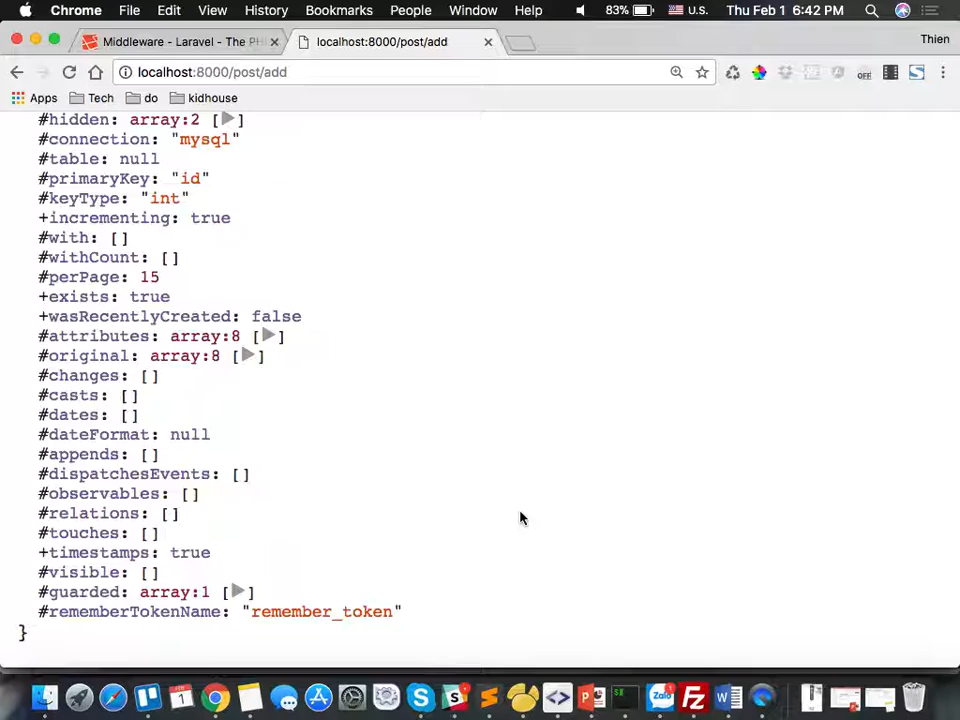 Chrome File Edit View History Bookmarks People Window Help 83% U.S. Thu Feb 1 6:42 PM
Middleware - Laravel - The PH localhost:8000/post/add Thien
localhost:8000/post/add OFF
Apps Tech do kidhouse
#hidden: array:2 [▶]
#connection: "mysql"
#table: null
#primaryKey: "id"
#keyType: "int"
+incrementing: true
#with: []
#withCount: []
#perPage: 15
+exists: true
+wasRecentlyCreated: false
#attributes: array:8 [▶]
#original: array:8 [▶]
#changes: []
#casts: []
#dates: []
#dateFormat: null
#appends: []
#dispatchesEvents: []
#observables: []
#relations: []
#touches: []
+timestamps: true
#visible: []
#guarded: array:1 [▶]
#rememberTokenName: "remember_token"
}
1 Zalo